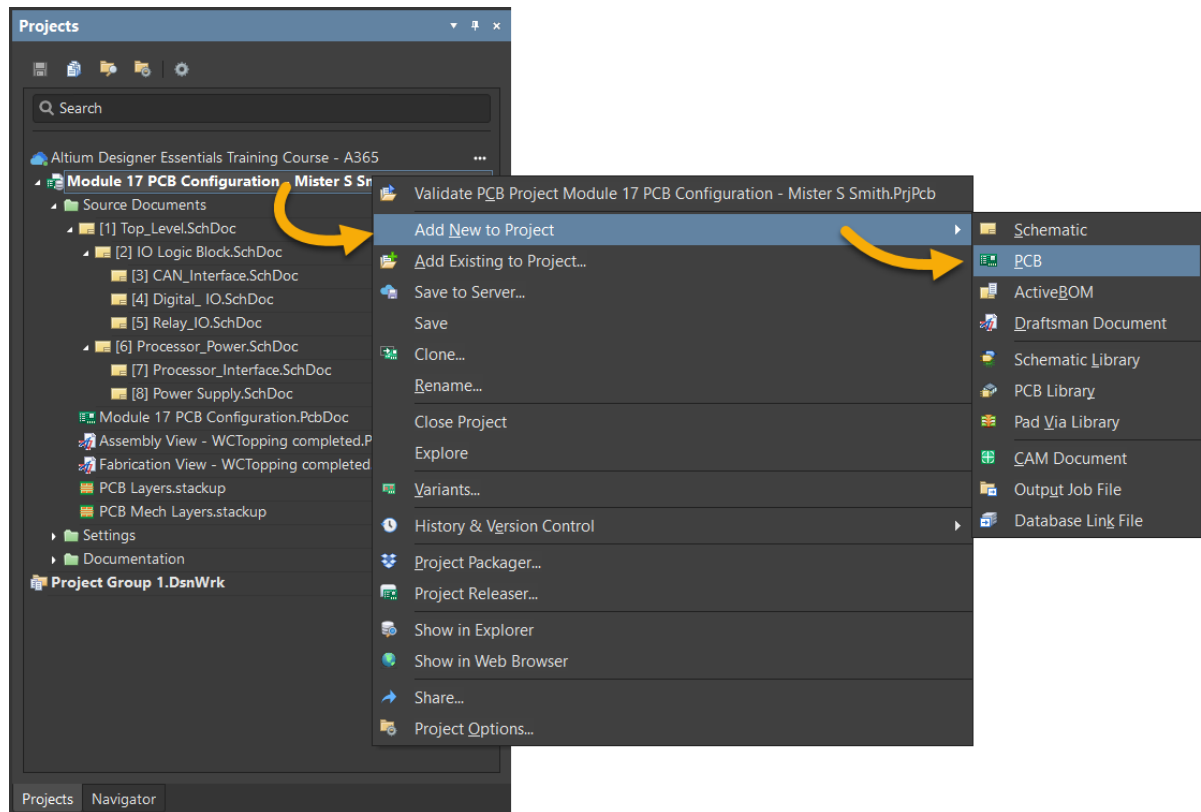 Projects
Search
Altium Designer Essentials Training Course - A365
Module 17 PCB Configuration - Mister S Sm
Source Documents
[1] Top_Level.SchDoc
[2] IO Logic Block.SchDoc
[3] CAN_Interface.SchDoc
[4] Digital_ IO.SchDoc
[5] Relay_IO.SchDoc
[6] Processor_Power.SchDoc
[7] Processor_Interface.SchDoc
[8] Power Supply.SchDoc
Module 17 PCB Configuration.PcbDoc
Assembly View - WCTopping completed.P
Fabrication View - WCTopping completed
PCB Layers.stackup
PCB Mech Layers.stackup
Settings
Documentation
Project Group 1.DsnWrk
Projects
Navigator
Validate PCB Project Module 17 PCB Configuration - Mister S Smith.PrjPcb
Add New to Project
Add Existing to Project...
Save to Server...
Save
Clone...
Rename...
Close Project
Explore
Variants...
History & Version Control
Project Packager...
Project Releaser...
Show in Explorer
Show in Web Browser
Share...
Project Options...
Schematic
PCB
ActiveBOM
Draftsman Document
Schematic Library
PCB Library
Pad Via Library
CAM Document
Output Job File
Database Link File